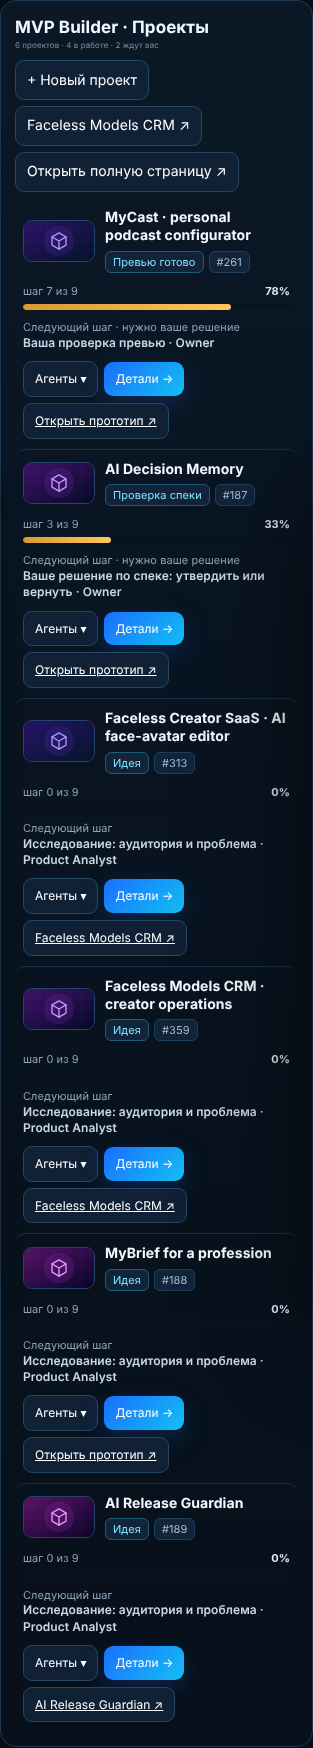 MVP Builder · Проекты
6 проектов · 4 в работе · 2 ждут вас
+ Новый проект
Faceless Models CRM ↗
Открыть полную страницу ↗
MyCast · personal
podcast configurator
Превью готово #261
шаг 7 из 9 78%
Следующий шаг · нужно ваше решение
Ваша проверка превью · Owner
Агенты ▾ Детали →
Открыть прототип ↗
AI Decision Memory
Проверка спеки #187
шаг 3 из 9 33%
Следующий шаг · нужно ваше решение
Ваше решение по спеке: утвердить или
вернуть · Owner
Агенты ▾ Детали →
Открыть прототип ↗
Faceless Creator SaaS · AI
face-avatar editor
Идея #313
шаг 0 из 9 0%
Следующий шаг
Исследование: аудитория и проблема ·
Product Analyst
Агенты ▾ Детали →
Faceless Models CRM ↗
Faceless Models CRM ·
creator operations
Идея #359
шаг 0 из 9 0%
Следующий шаг
Исследование: аудитория и проблема ·
Product Analyst
Агенты ▾ Детали →
Faceless Models CRM ↗
MyBrief for a profession
Идея #188
шаг 0 из 9 0%
Следующий шаг
Исследование: аудитория и проблема ·
Product Analyst
Агенты ▾ Детали →
Открыть прототип ↗
AI Release Guardian
Идея #189
шаг 0 из 9 0%
Следующий шаг
Исследование: аудитория и проблема ·
Product Analyst
Агенты ▾ Детали →
AI Release Guardian ↗